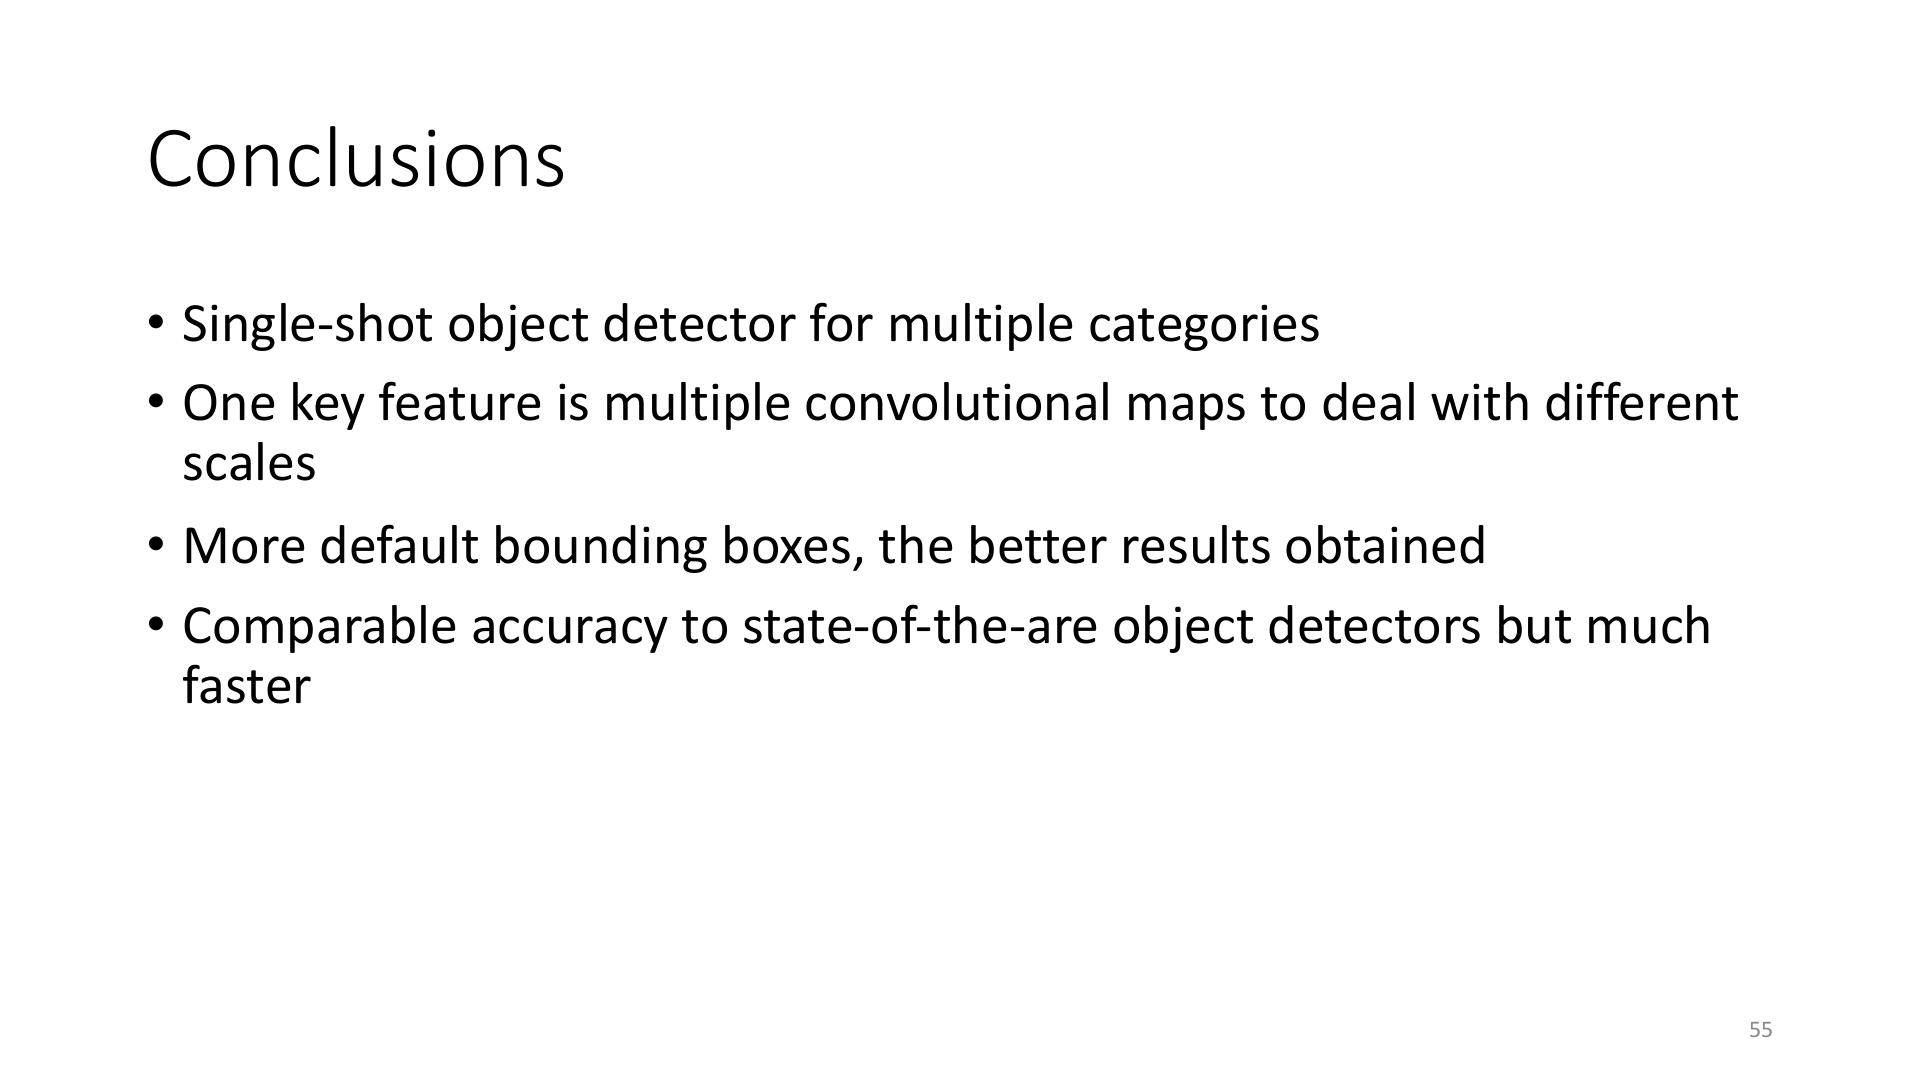 Conclusions
• Single-shot object detector for multiple categories
• One key feature is multiple convolutional maps to deal with different
scales
• More default bounding boxes, the better results obtained
• Comparable accuracy to state-of-the-are object detectors but much
faster
55